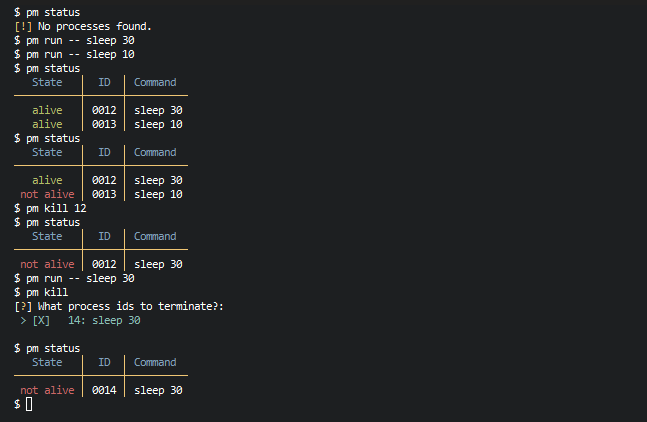 $ pm status
[!] No processes found.
$ pm run -- sleep 30
$ pm run -- sleep 10
$ pm status
State | ID | Command
alive | 0012 | sleep 30
alive | 0013 | sleep 10
$ pm status
State | ID | Command
alive | 0012 | sleep 30
not alive | 0013 | sleep 10
$ pm kill 12
$ pm status
State | ID | Command
not alive | 0012 | sleep 30
$ pm run -- sleep 30
$ pm kill
[?] What process ids to terminate?:
> [X] 14: sleep 30
$ pm status
State | ID | Command
not alive | 0014 | sleep 30
$